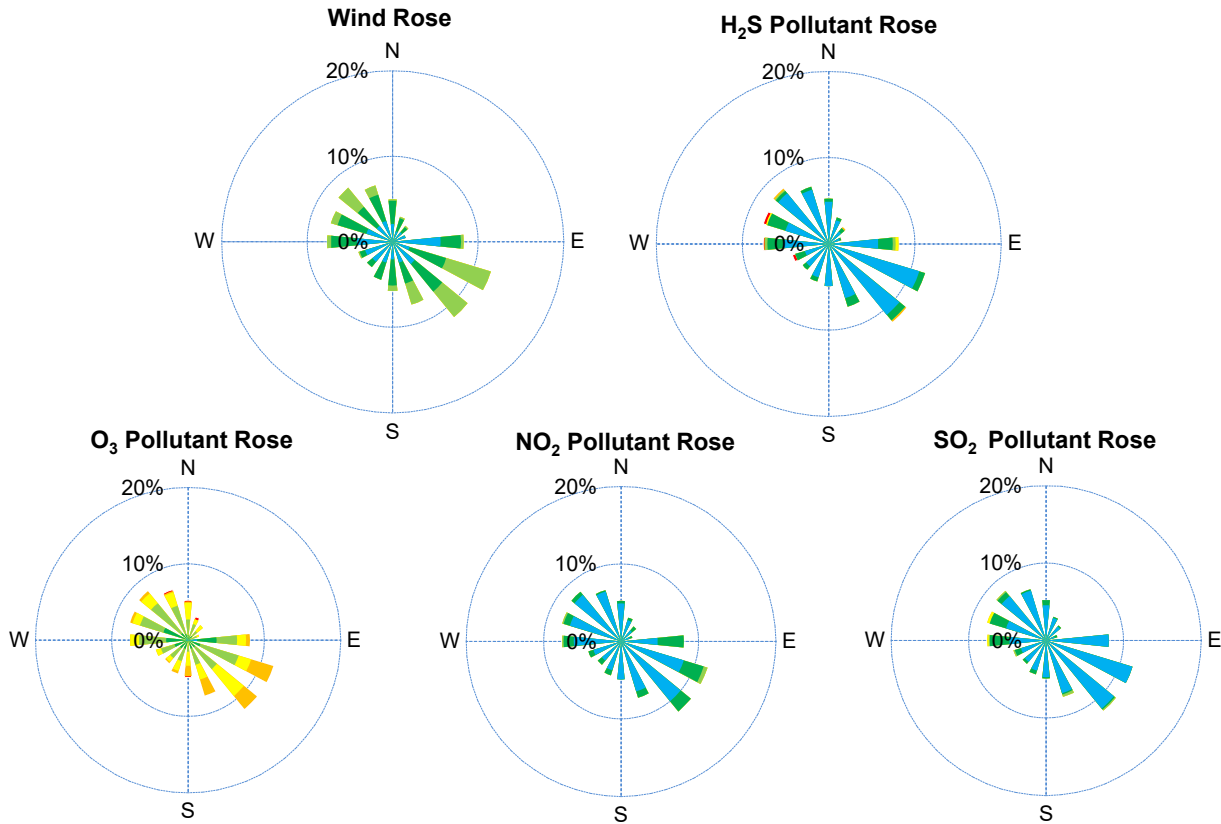 Wind Rose
N
20%
10%
0%
W
E
S
H₂S Pollutant Rose
N
20%
10%
0%
W
E
S
O₃ Pollutant Rose
N
20%
10%
0%
W
E
S
NO₂ Pollutant Rose
N
20%
10%
0%
W
E
S
SO₂ Pollutant Rose
N
20%
10%
0%
W
E
S